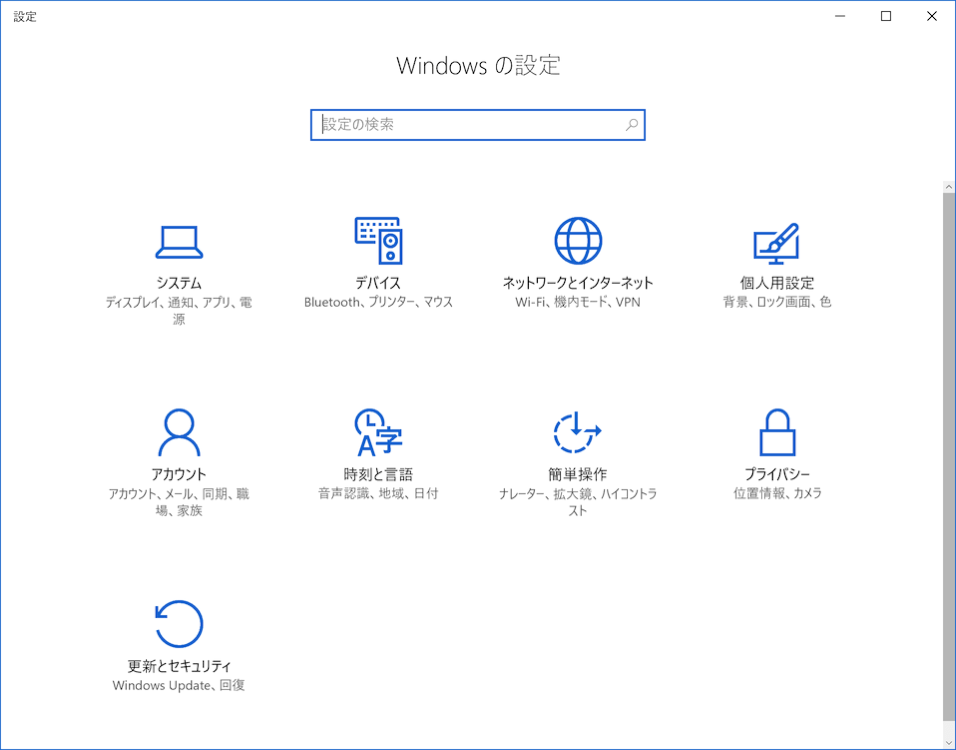 設定
Windows の設定
設定の検索
システム
ディスプレイ、通知、アプリ、電
源
デバイス
Bluetooth、プリンター、マウス
ネットワークとインターネット
Wi-Fi、機内モード、VPN
個人用設定
背景、ロック画面、色
アカウント
アカウント、メール、同期、職
場、家族
時刻と言語
音声認識、地域、日付
簡単操作
ナレーター、拡大鏡、ハイコントラ
スト
プライバシー
位置情報、カメラ
更新とセキュリティ
Windows Update、回復